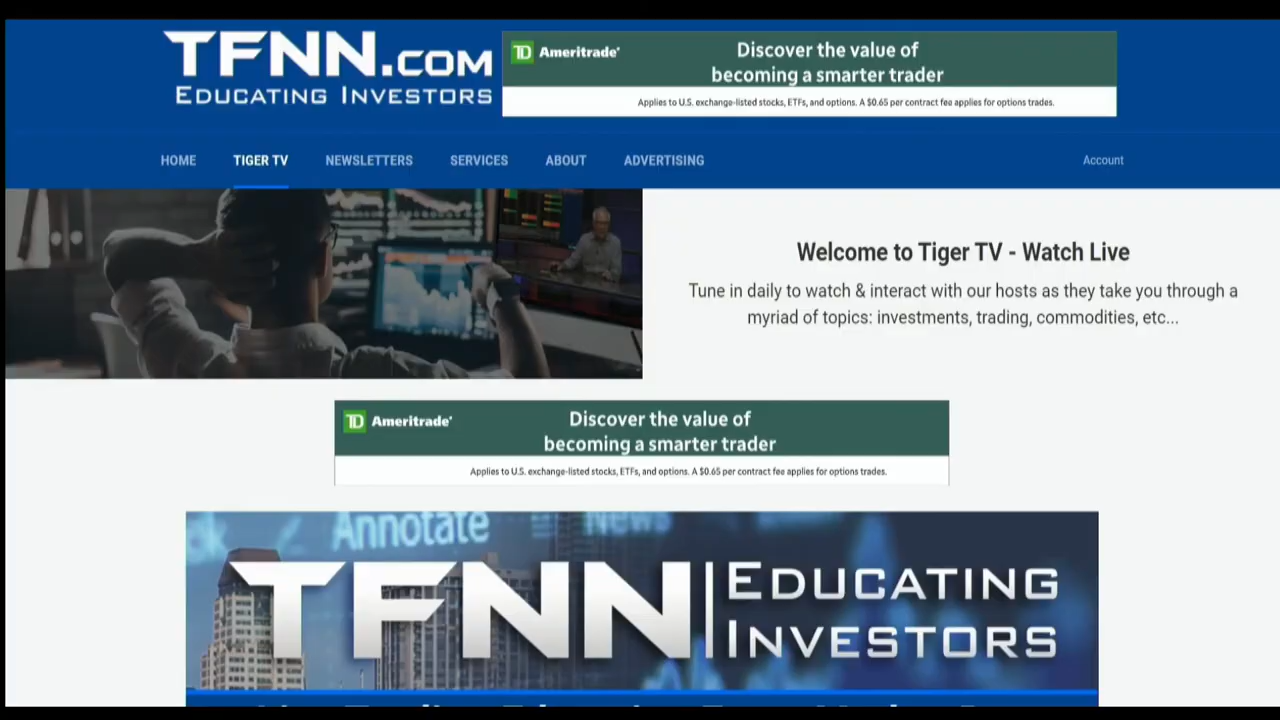 TFNN.COM
EDUCATING INVESTORS
TD Ameritrade
Discover the value of
becoming a smarter trader
Applies to U.S. exchange-listed stocks, ETFs, and options. A $0.65 per contract fee applies for options trades.
HOME TIGER TV NEWSLETTERS SERVICES ABOUT ADVERTISING Account
Welcome to Tiger TV - Watch Live
Tune in daily to watch & interact with our hosts as they take you through a
myriad of topics: investments, trading, commodities, etc...
TD Ameritrade
Discover the value of
becoming a smarter trader
Applies to U.S. exchange-listed stocks, ETFs, and options. A $0.65 per contract fee applies for options trades.
Annotate News
TFNN
EDUCATING
INVESTORS